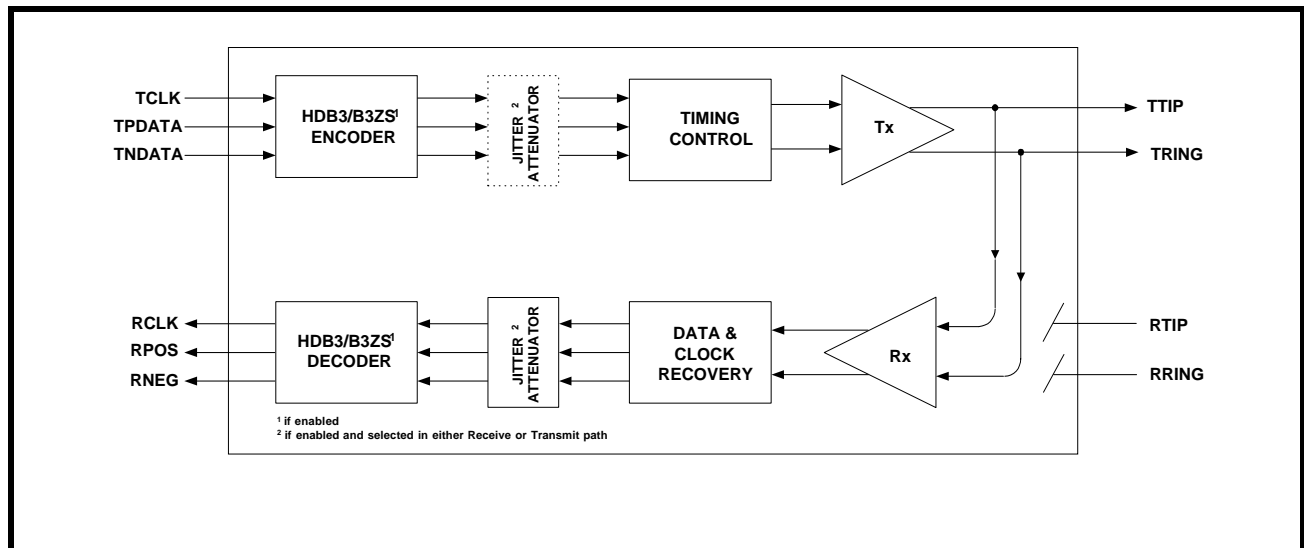 TCLK
TPDATA
TNDATA
HDB3/B3ZS¹
ENCODER
JITTER ²
ATTENUATOR
TIMING
CONTROL
Tx
TTIP
TRING
RCLK
RPOS
RNEG
HDB3/B3ZS¹
DECODER
JITTER ²
ATTENUATOR
DATA &
CLOCK
RECOVERY
Rx
RTIP
RRING
¹ if enabled
² if enabled and selected in either Receive or Transmit path